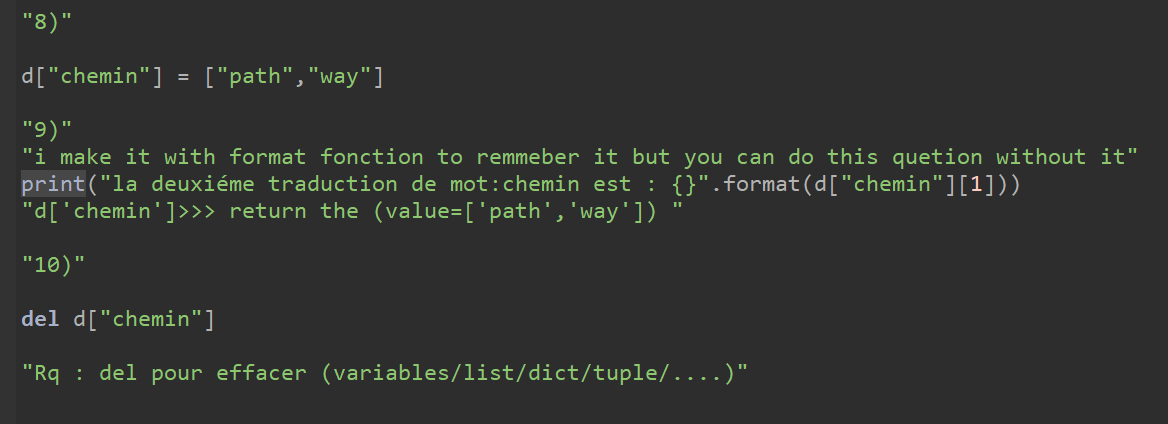 "8)"
d["chemin"] = ["path","way"]
"9)"
"i make it with format fonction to remmeber it but you can do this quetion without it"
print("la deuxiéme traduction de mot:chemin est : {}".format(d["chemin"][1]))
"d['chemin']>>> return the (value=['path','way']) "
"10)"
del d["chemin"]
"Rq : del pour effacer (variables/list/dict/tuple/....)"